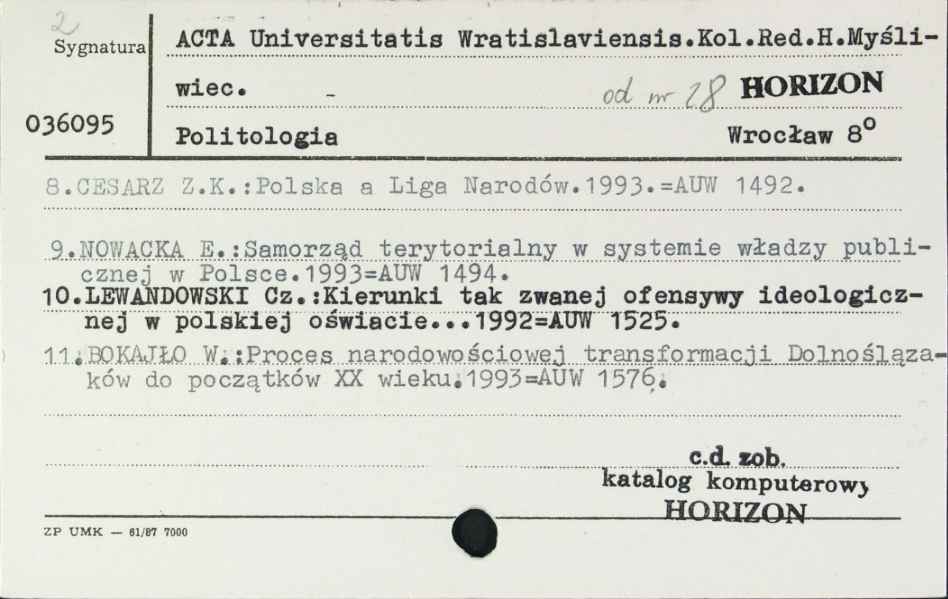 2
Sygnatura
ACTA Universitatis Wratislaviensis.Kol.Red.H.Myśli-
wiec. -
od nr 28 HORIZON
036095
Politologia
Wrocław 8º
8.CESARZ Z.K.:Polska a Liga Narodów.1993.=AUW 1492.
9.NOWACKA E.:Samorząd terytorialny w systemie władzy publi-
cznej w Polsce.1993=AUW 1494.
10.LEWANDOWSKI Cz.:Kierunki tak zwanej ofensywy ideologicz-
nej w polskiej oświacie...1992=AUW 1525.
11.BOKAJŁO W.:Proces narodowościowej transformacji Dolnośląza-
ków do początków XX wieku.1993=AUW 1576.
c.d. zob.
katalog komputerowy
HORIZON
ZP UMK — 61/87 7000